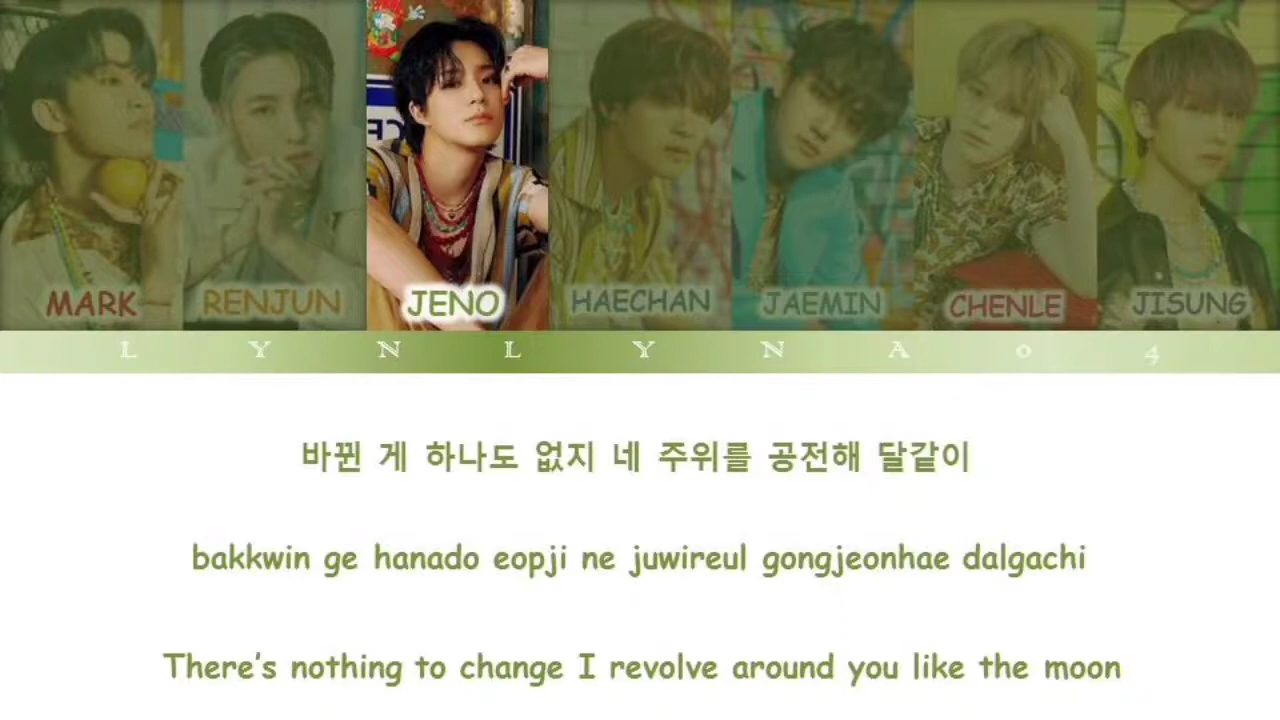 MARK RENJUN JENO HAECHAN JAEMIN CHENLE JISUNG
L Y N L Y N A 0 4
바뀐 게 하나도 없지 네 주위를 공전해 달같이
bakkwin ge hanado eopji ne juwireul gongjeonhae dalgachi
There's nothing to change I revolve around you like the moon